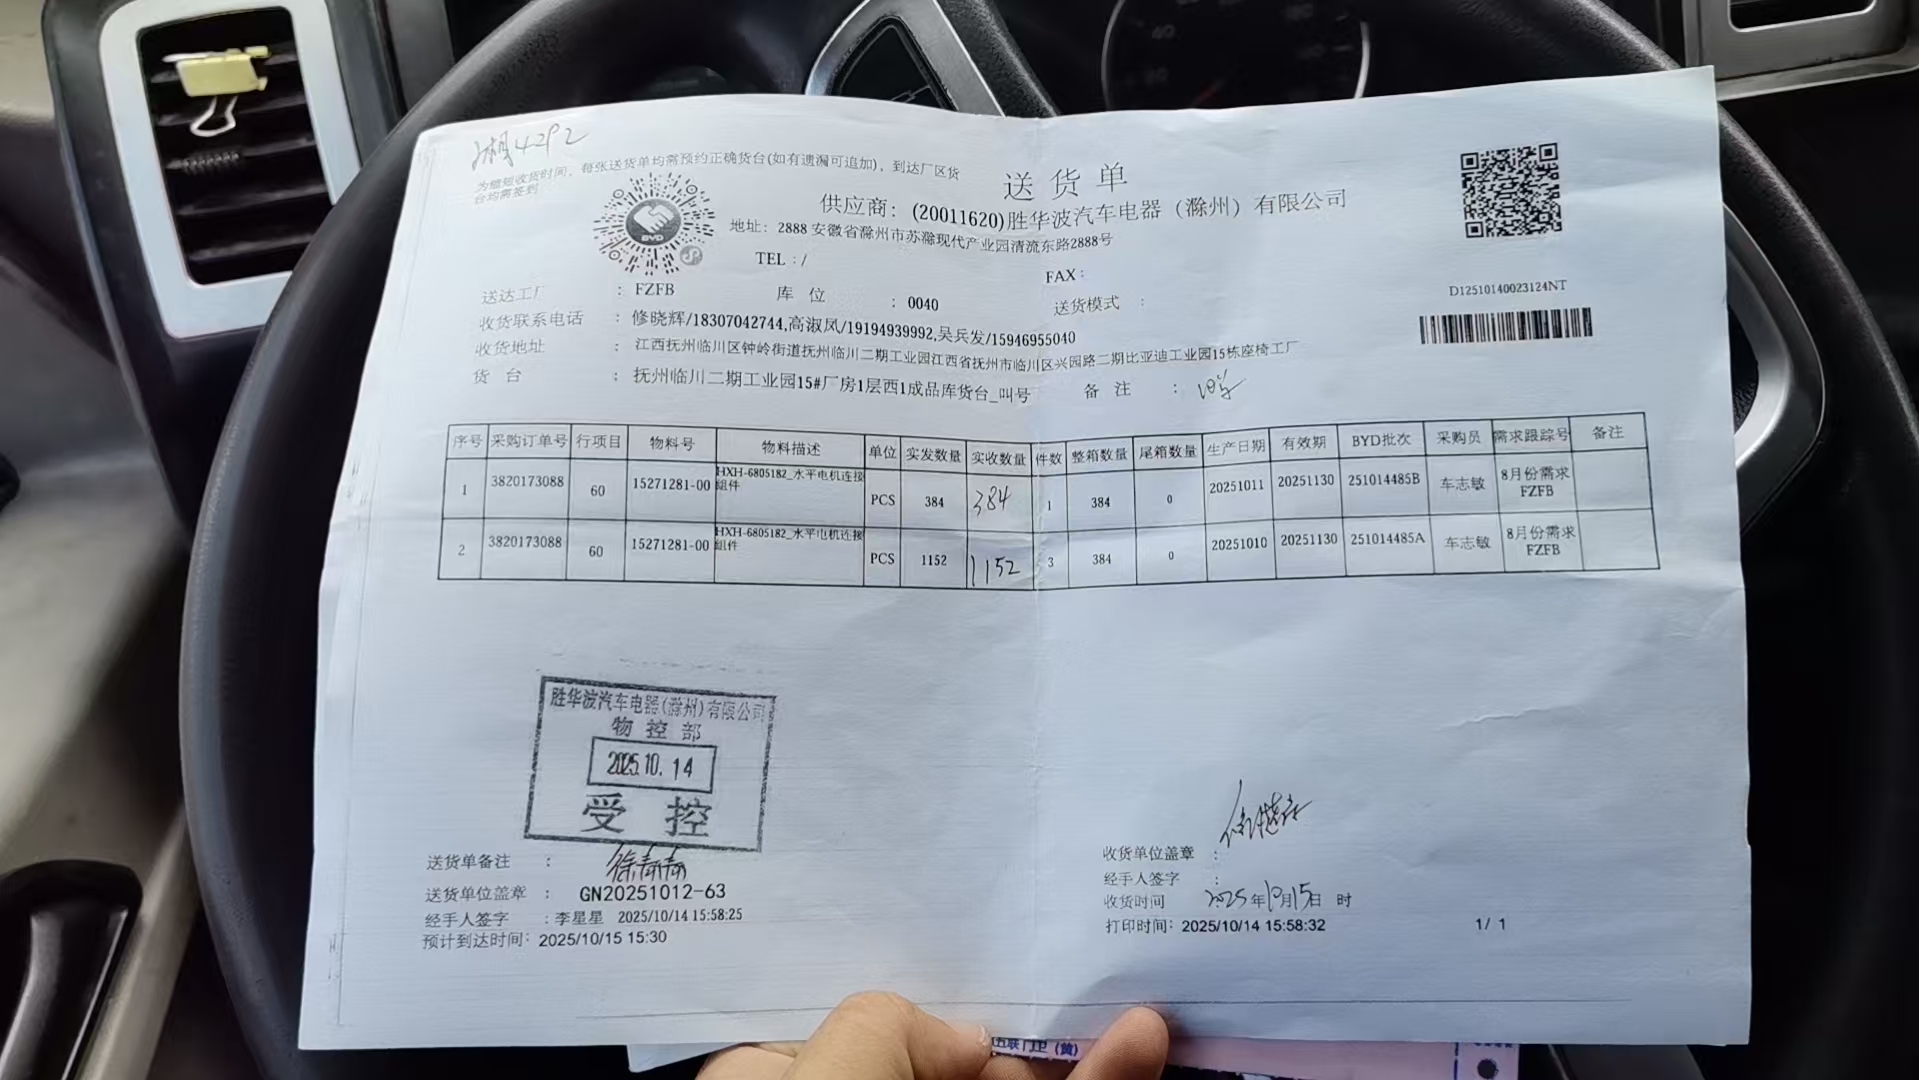 4292
为缩短收货时间，每张送货单均需预约正确货台(如有遗漏可追加)，到达厂区货
台均需签到
送货单
供应商：(20011620)胜华波汽车电器（滁州）有限公司
地址：2888 安徽省滁州市苏滁现代产业园清流东路2888号
BYD
TEL：/
FAX：
D12510140023124NT
送达工厂 ：FZFB 库位 ：0040 送货模式 ：
收货联系电话 ：修晓辉/18307042744,高淑凤/19194939992,吴兵发/15946955040
收货地址 ：江西抚州临川区钟岭街道抚州临川二期工业园江西省抚州市临川区兴园路二期比亚迪工业园15栋座椅工厂
货台 ：抚州临川二期工业园15#厂房1层西1成品库货台_叫号 备注 ：
序号 采购订单号 行项目 物料号 物料描述 单位 实发数量 实收数量 件数 整箱数量 尾箱数量 生产日期 有效期 BYD批次 采购员 需求跟踪号 备注
1 3820173088 60 15271281-00 HXH-6805182_水平电机连接组件 PCS 384 384 1 384 0 20251011 20251130 251014485B 车志敏 8月份需求FZFB
2 3820173088 60 15271281-00 HXH-6805182_水平电机连接组件 PCS 1152 1152 3 384 0 20251010 20251130 251014485A 车志敏 8月份需求FZFB
胜华波汽车电器(滁州)有限公司
物控部
2025.10.14
受控
送货单备注 ：
送货单位盖章 ：GN20251012-63
经手人签字 ：李星星 2025/10/14 15:58:25
预计到达时间：2025/10/15 15:30
收货单位盖章 ：
经手人签字 ：
收货时间 2025年10月15日 时
打印时间：2025/10/14 15:58:32
1/ 1
五联门卫（黄）